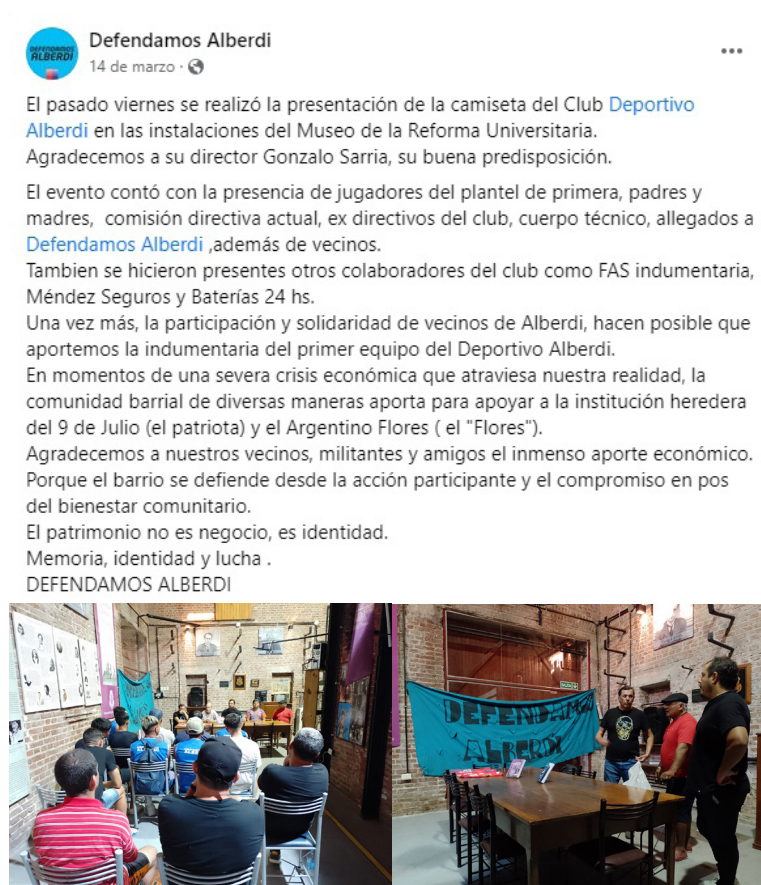 DEFENDAMOS
ALBERDI
Defendamos Alberdi
14 de marzo ·
El pasado viernes se realizó la presentación de la camiseta del Club Deportivo
Alberdi en las instalaciones del Museo de la Reforma Universitaria.
Agradecemos a su director Gonzalo Sarria, su buena predisposición.
El evento contó con la presencia de jugadores del plantel de primera, padres y
madres, comisión directiva actual, ex directivos del club, cuerpo técnico, allegados a
Defendamos Alberdi ,además de vecinos.
Tambien se hicieron presentes otros colaboradores del club como FAS indumentaria,
Méndez Seguros y Baterías 24 hs.
Una vez más, la participación y solidaridad de vecinos de Alberdi, hacen posible que
aportemos la indumentaria del primer equipo del Deportivo Alberdi.
En momentos de una severa crisis económica que atraviesa nuestra realidad, la
comunidad barrial de diversas maneras aporta para apoyar a la institución heredera
del 9 de Julio (el patriota) y el Argentino Flores ( el "Flores").
Agradecemos a nuestros vecinos, militantes y amigos el inmenso aporte económico.
Porque el barrio se defiende desde la acción participante y el compromiso en pos
del bienestar comunitario.
El patrimonio no es negocio, es identidad.
Memoria, identidad y lucha .
DEFENDAMOS ALBERDI
DEFENDAMOS
ALBERDI